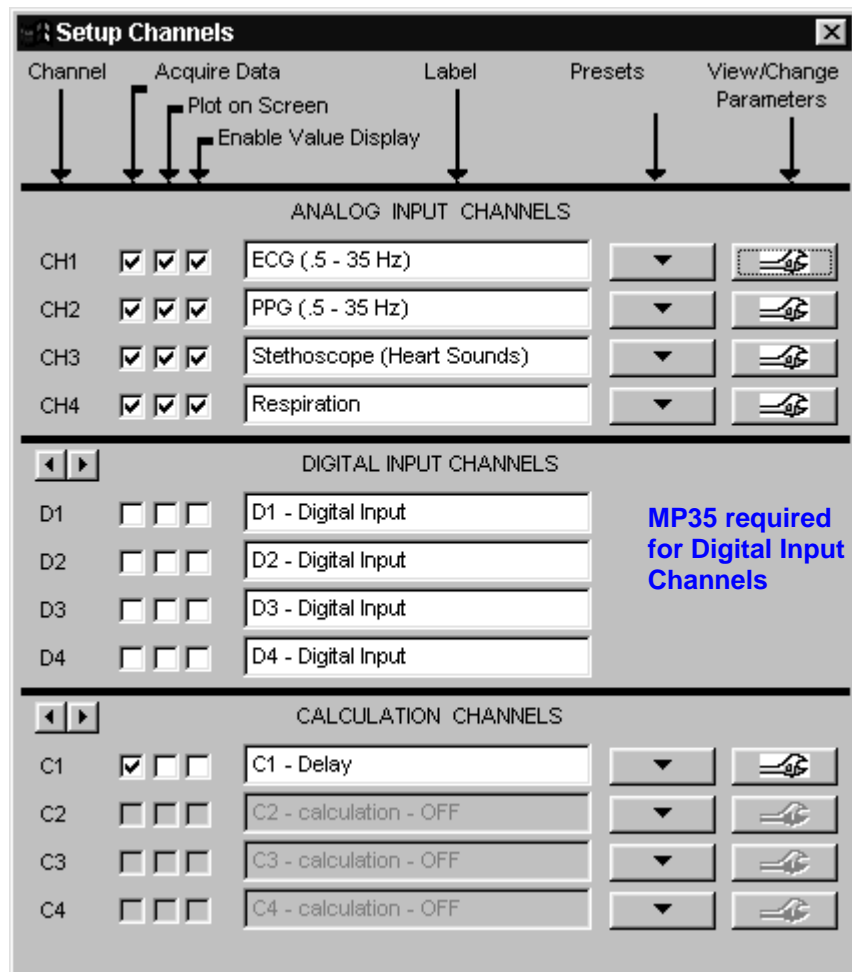 Setup Channels
Channel Acquire Data Label Presets View/Change Parameters
Plot on Screen
Enable Value Display
ANALOG INPUT CHANNELS
CH1 ECG (.5 - 35 Hz)
CH2 PPG (.5 - 35 Hz)
CH3 Stethoscope (Heart Sounds)
CH4 Respiration
DIGITAL INPUT CHANNELS
D1 D1 - Digital Input
MP35 required
for Digital Input
Channels
D2 D2 - Digital Input
D3 D3 - Digital Input
D4 D4 - Digital Input
CALCULATION CHANNELS
C1 C1 - Delay
C2 C2 - calculation - OFF
C3 C3 - calculation - OFF
C4 C4 - calculation - OFF